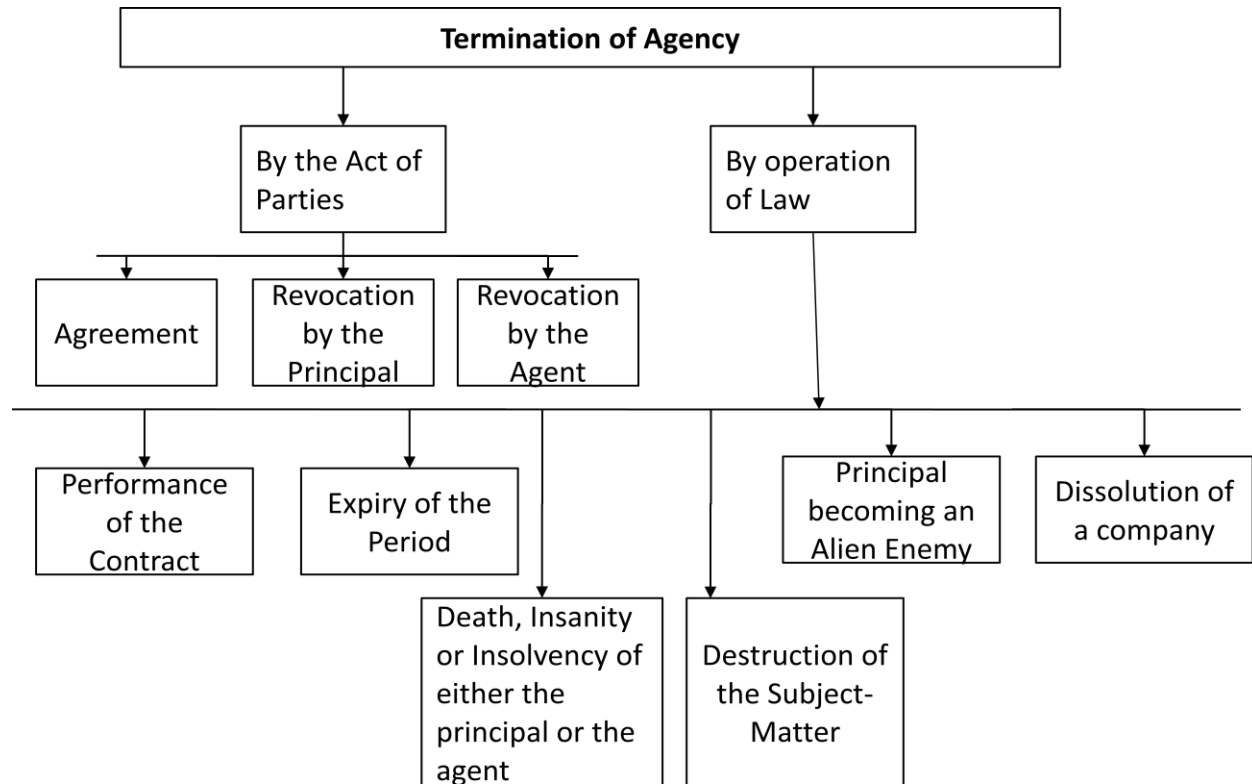 Termination of Agency
By the Act of
Parties
By operation
of Law
Agreement
Revocation
by the
Principal
Revocation
by the
Agent
Performance
of the
Contract
Expiry of the
Period
Death, Insanity
or Insolvency of
either the
principal or the
agent
Destruction of
the Subject-
Matter
Principal
becoming an
Alien Enemy
Dissolution of
a company